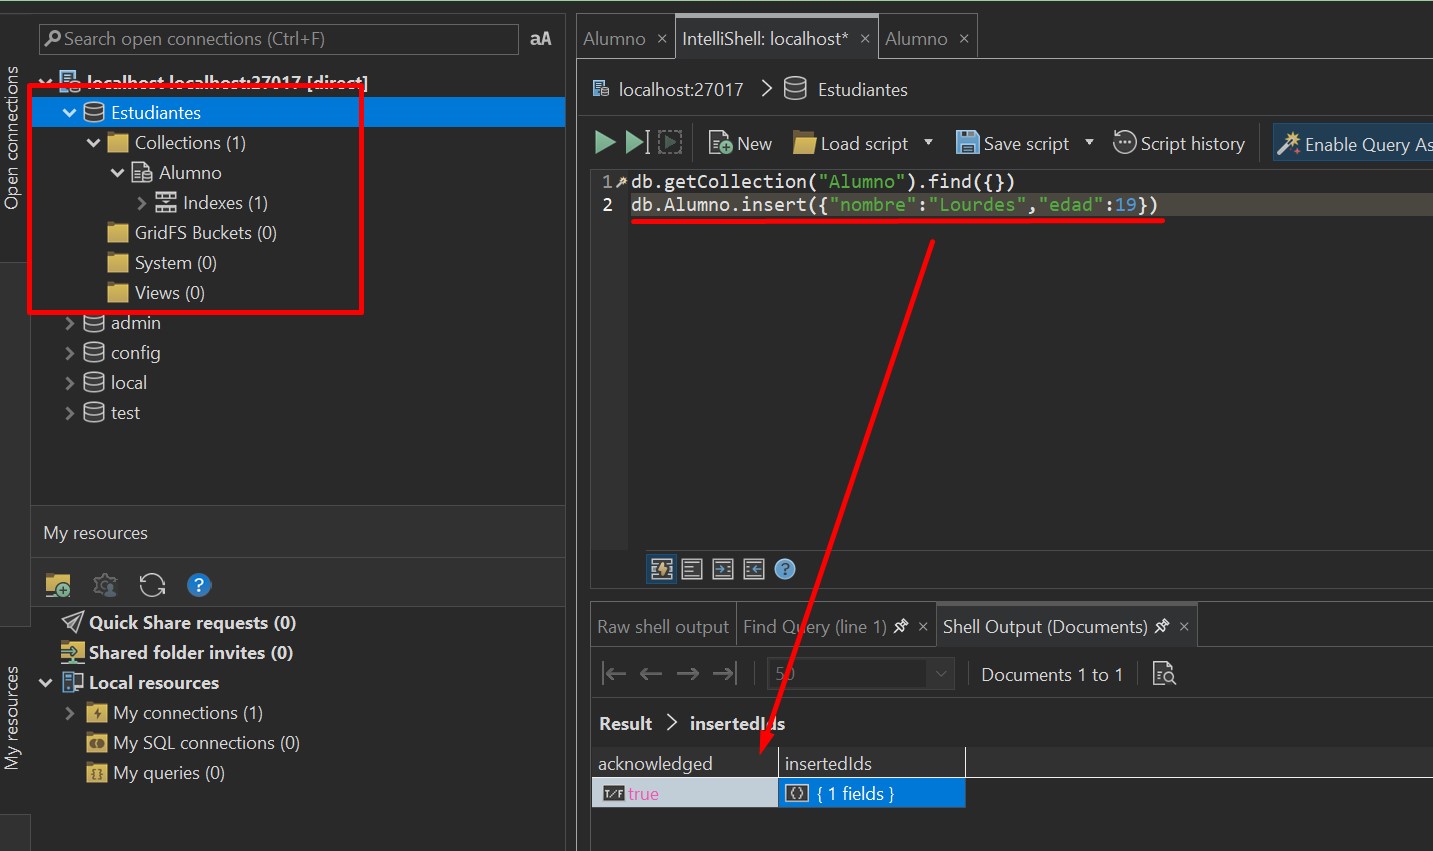 Search open connections (Ctrl+F)
aA
Open connections
localhost localhost:27017 [direct]
Estudiantes
Collections (1)
Alumno
Indexes (1)
GridFS Buckets (0)
System (0)
Views (0)
admin
config
local
test
My resources
My resources
Quick Share requests (0)
Shared folder invites (0)
Local resources
My connections (1)
My SQL connections (0)
My queries (0)
Alumno × IntelliShell: localhost* × Alumno ×
localhost:27017 > Estudiantes
New Load script Save script Script history Enable Query As
1 db.getCollection("Alumno").find({})
2 db.Alumno.insert({"nombre":"Lourdes","edad":19})
Raw shell output Find Query (line 1) × Shell Output (Documents) ×
50 Documents 1 to 1
Result > insertedIds
acknowledged insertedIds
T/F true { 1 fields }